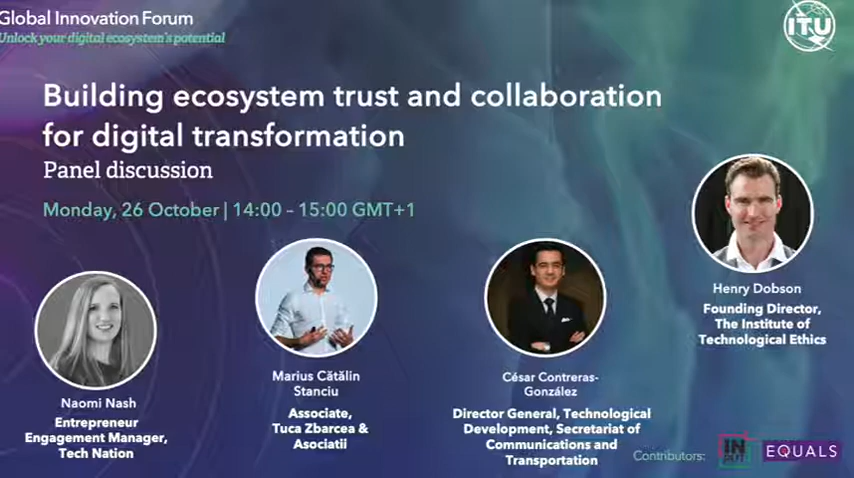 Global Innovation Forum
Unlock your digital ecosystem's potential
ITU
Building ecosystem trust and collaboration
for digital transformation
Panel discussion
Monday, 26 October | 14:00 – 15:00 GMT+1
Naomi Nash
Entrepreneur
Engagement Manager,
Tech Nation
Marius Cătălin
Stanciu
Associate,
Tuca Zbarcea &
Asociatii
César Contreras-
González
Director General, Technological
Development, Secretariat of
Communications and
Transportation
Henry Dobson
Founding Director,
The Institute of
Technological Ethics
Contributors:
IN
PUT
EQUALS